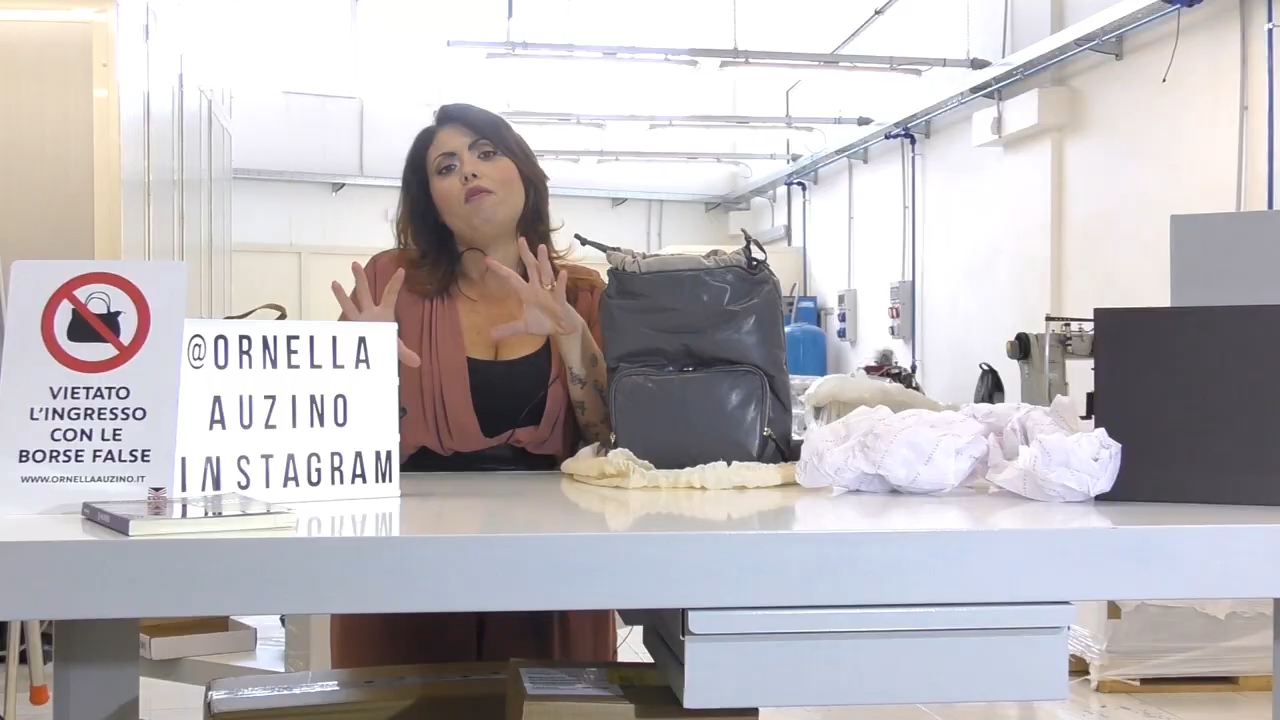 VIETATO
L'INGRESSO
CON LE
BORSE FALSE
WWW.ORNELLAAUZINO.IT
@ORNELLA
AUZINO
INSTAGRAM